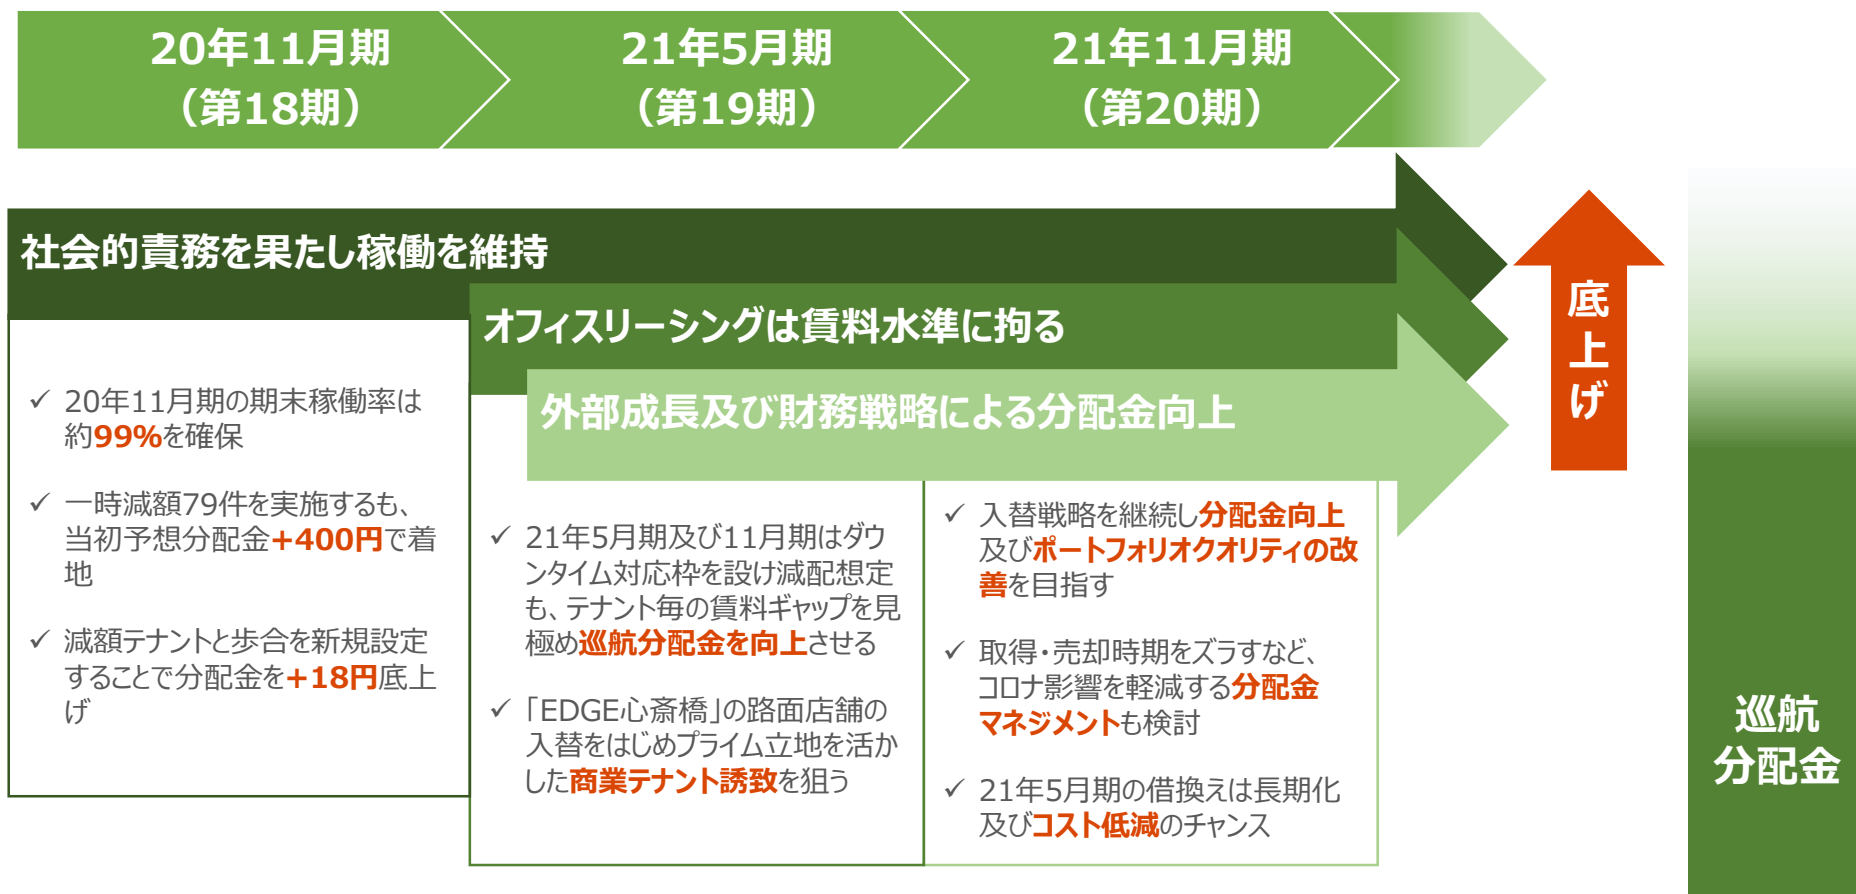 20年11月期
（第18期）
21年5月期
（第19期）
21年11月期
（第20期）
社会的責務を果たし稼働を維持
オフィスリーシングは賃料水準に拘る
外部成長及び財務戦略による分配金向上
✓ 20年11月期の期末稼働率は
約99%を確保
✓ 一時減額79件を実施するも、
当初予想分配金+400円で着
地
✓ 減額テナントと歩合を新規設定
することで分配金を+18円底上
げ
✓ 21年5月期及び11月期はダウ
ンタイム対応枠を設け減配想定
も、テナント毎の賃料ギャップを見
極め巡航分配金を向上させる
✓ 「EDGE心斎橋」の路面店舗の
入替をはじめプライム立地を活か
した商業テナント誘致を狙う
✓ 入替戦略を継続し分配金向上
及びポートフォリオクオリティの改
善を目指す
✓ 取得・売却時期をズラすなど、
コロナ影響を軽減する分配金
マネジメントも検討
✓ 21年5月期の借換えは長期化
及びコスト低減のチャンス
底上げ
巡航
分配金